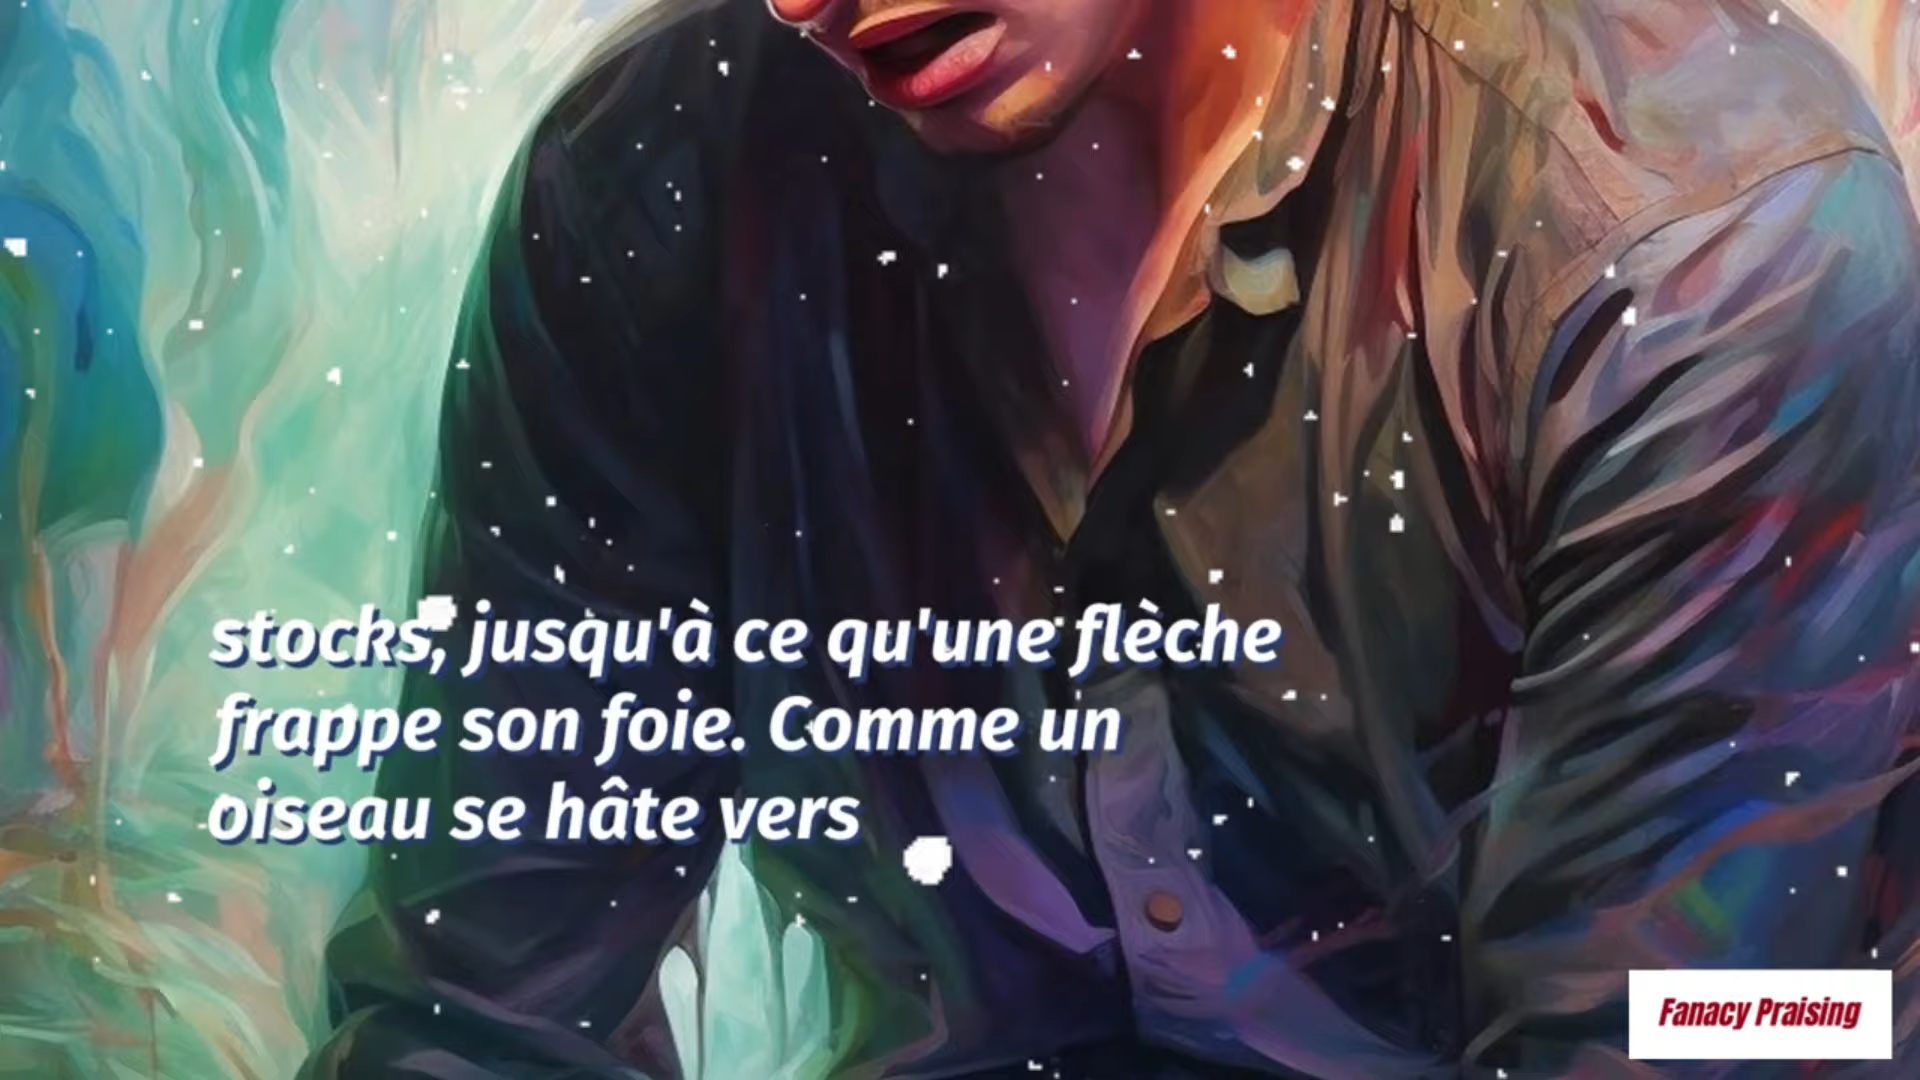 stocks, jusqu'à ce qu'une flèche
frappe son foie. Comme un
oiseau se hâte vers
Fanacy Praising